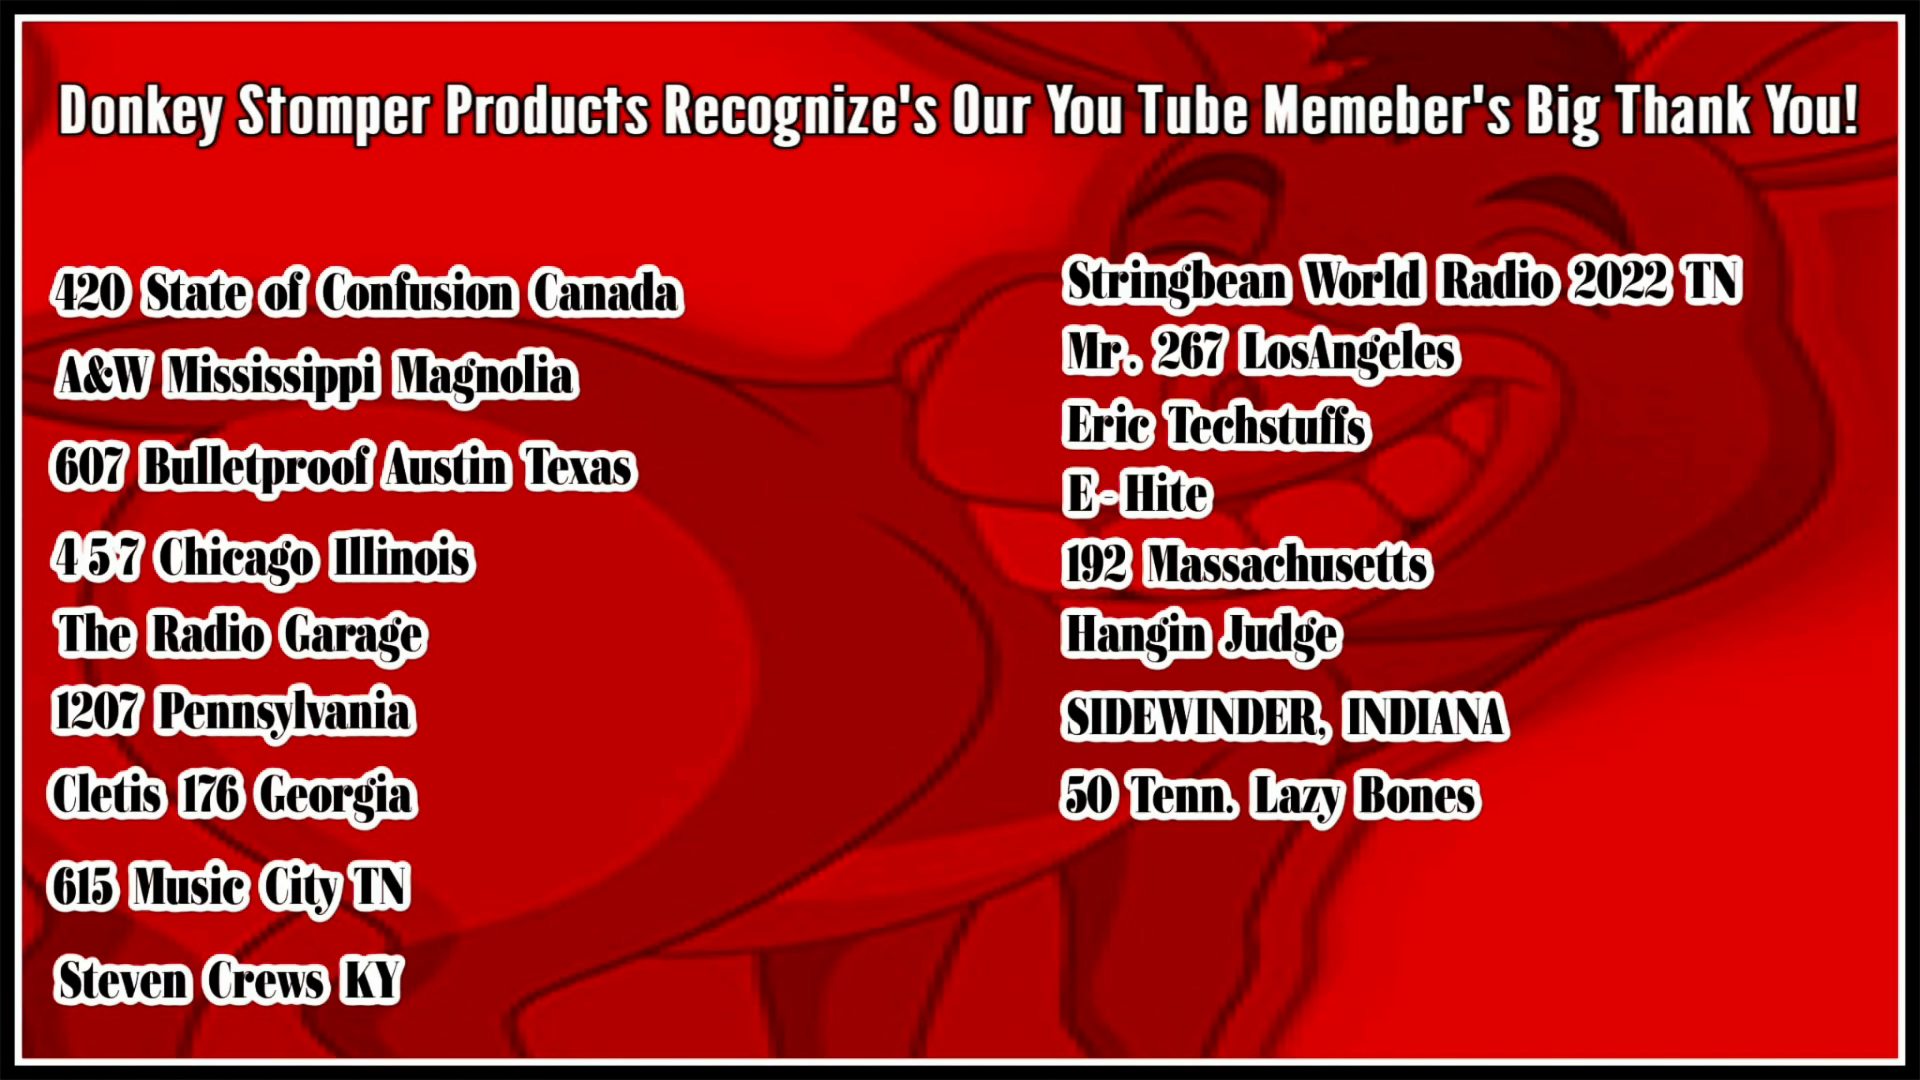 Donkey Stomper Products Recognize's Our You Tube Memeber's Big Thank You!
420 State of Confusion Canada
A&W Mississippi Magnolia
607 Bulletproof Austin Texas
457 Chicago Illinois
The Radio Garage
1207 Pennsylvania
Cletis 176 Georgia
615 Music City TN
Steven Crews KY
Stringbean World Radio 2022 TN
Mr. 267 LosAngeles
Eric Techstuffs
E-Hite
192 Massachusetts
Hangin Judge
SIDEWINDER, INDIANA
50 Tenn. Lazy Bones